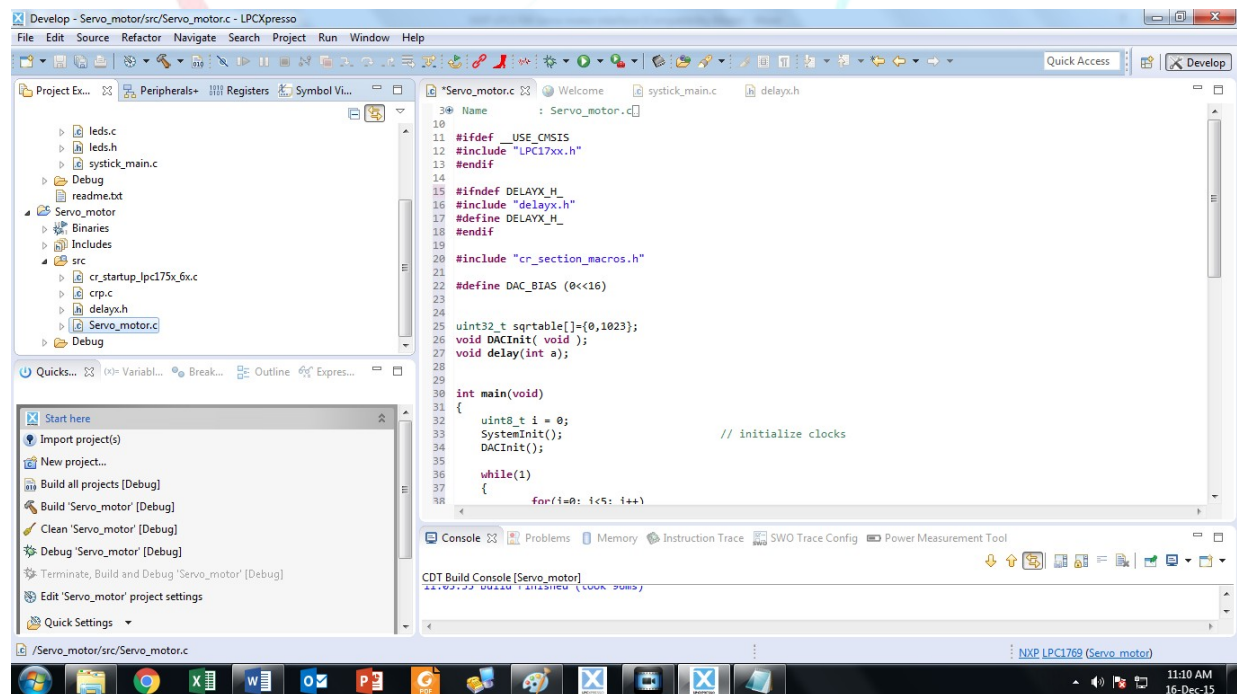 Develop - Servo_motor/src/Servo_motor.c - LPCXpresso
File Edit Source Refactor Navigate Search Project Run Window Help
Quick Access
Develop
Project Ex... Peripherals+ Registers Symbol Vi...
leds.c
leds.h
systick_main.c
Debug
readme.txt
Servo_motor
Binaries
Includes
src
cr_startup_lpc175x_6x.c
crp.c
delayx.h
Servo_motor.c
Debug
Quicks... (x)= Variabl... Break... Outline Expres...
Start here
Import project(s)
New project...
Build all projects [Debug]
Build 'Servo_motor' [Debug]
Clean 'Servo_motor' [Debug]
Debug 'Servo_motor' [Debug]
Terminate, Build and Debug 'Servo_motor' [Debug]
Edit 'Servo_motor' project settings
Quick Settings
*Servo_motor.c Welcome systick_main.c delayx.h
3 Name : Servo_motor.c
10
11 #ifdef __USE_CMSIS
12 #include "LPC17xx.h"
13 #endif
14
15 #ifndef DELAYX_H_
16 #include "delayx.h"
17 #define DELAYX_H_
18 #endif
19
20 #include "cr_section_macros.h"
21
22 #define DAC_BIAS (0<<16)
23
24
25 uint32_t sqrtable[]={0,1023};
26 void DACInit( void );
27 void delay(int a);
28
29
30 int main(void)
31 {
32 uint8_t i = 0;
33 SystemInit(); // initialize clocks
34 DACInit();
35
36 while(1)
37 {
38 for(i=0; i<5; i++)
Console Problems Memory Instruction Trace SWO Trace Config Power Measurement Tool
CDT Build Console [Servo_motor]
/Servo_motor/src/Servo_motor.c
NXP LPC1769 (Servo_motor)
11:10 AM
16-Dec-15